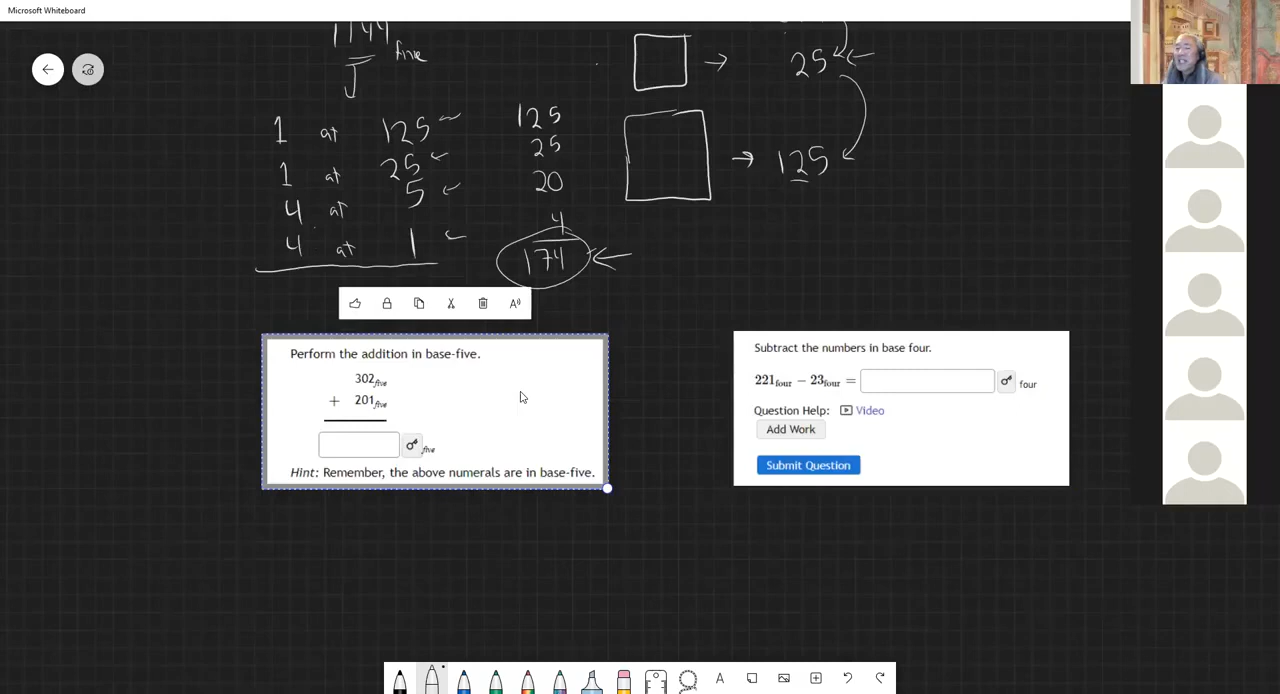 Microsoft Whiteboard
1144 five
1 at 125
1 at 25
4 at 5
4 at 1
125
25
20
4
174
25
125
Perform the addition in base-five.
302five
+ 201five
five
Hint: Remember, the above numerals are in base-five.
Subtract the numbers in base four.
221four − 23four =
four
Question Help: Video
Add Work
Submit Question
A